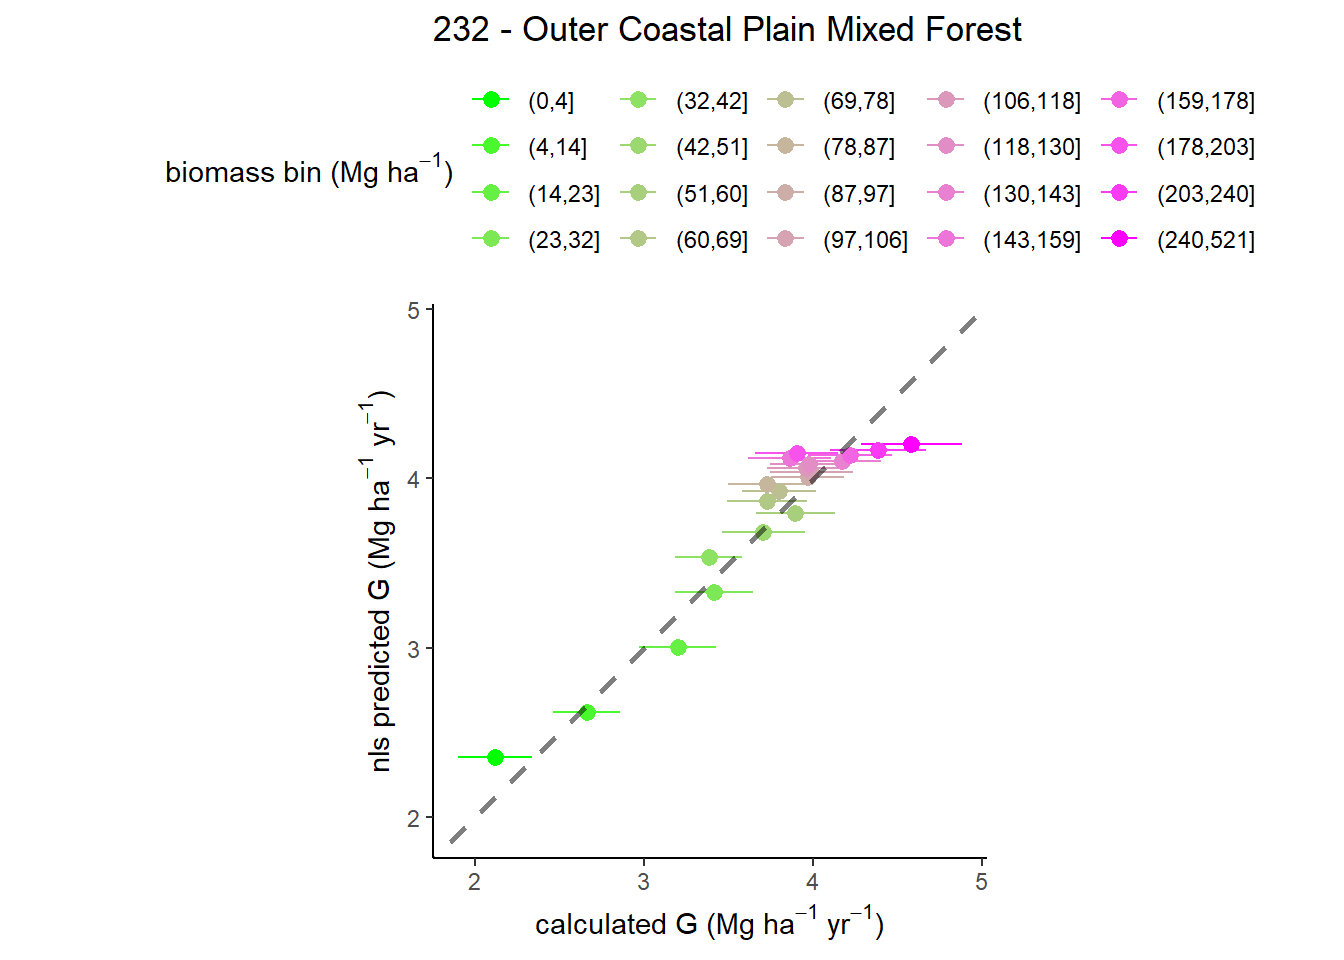 232 - Outer Coastal Plain Mixed Forest
biomass bin (Mg ha⁻¹)
(0,4] (32,42] (69,78] (106,118] (159,178]
(4,14] (42,51] (78,87] (118,130] (178,203]
(14,23] (51,60] (87,97] (130,143] (203,240]
(23,32] (60,69] (97,106] (143,159] (240,521]
nls predicted G (Mg ha⁻¹ yr⁻¹)
5
4
3
2
2 3 4 5
calculated G (Mg ha⁻¹ yr⁻¹)